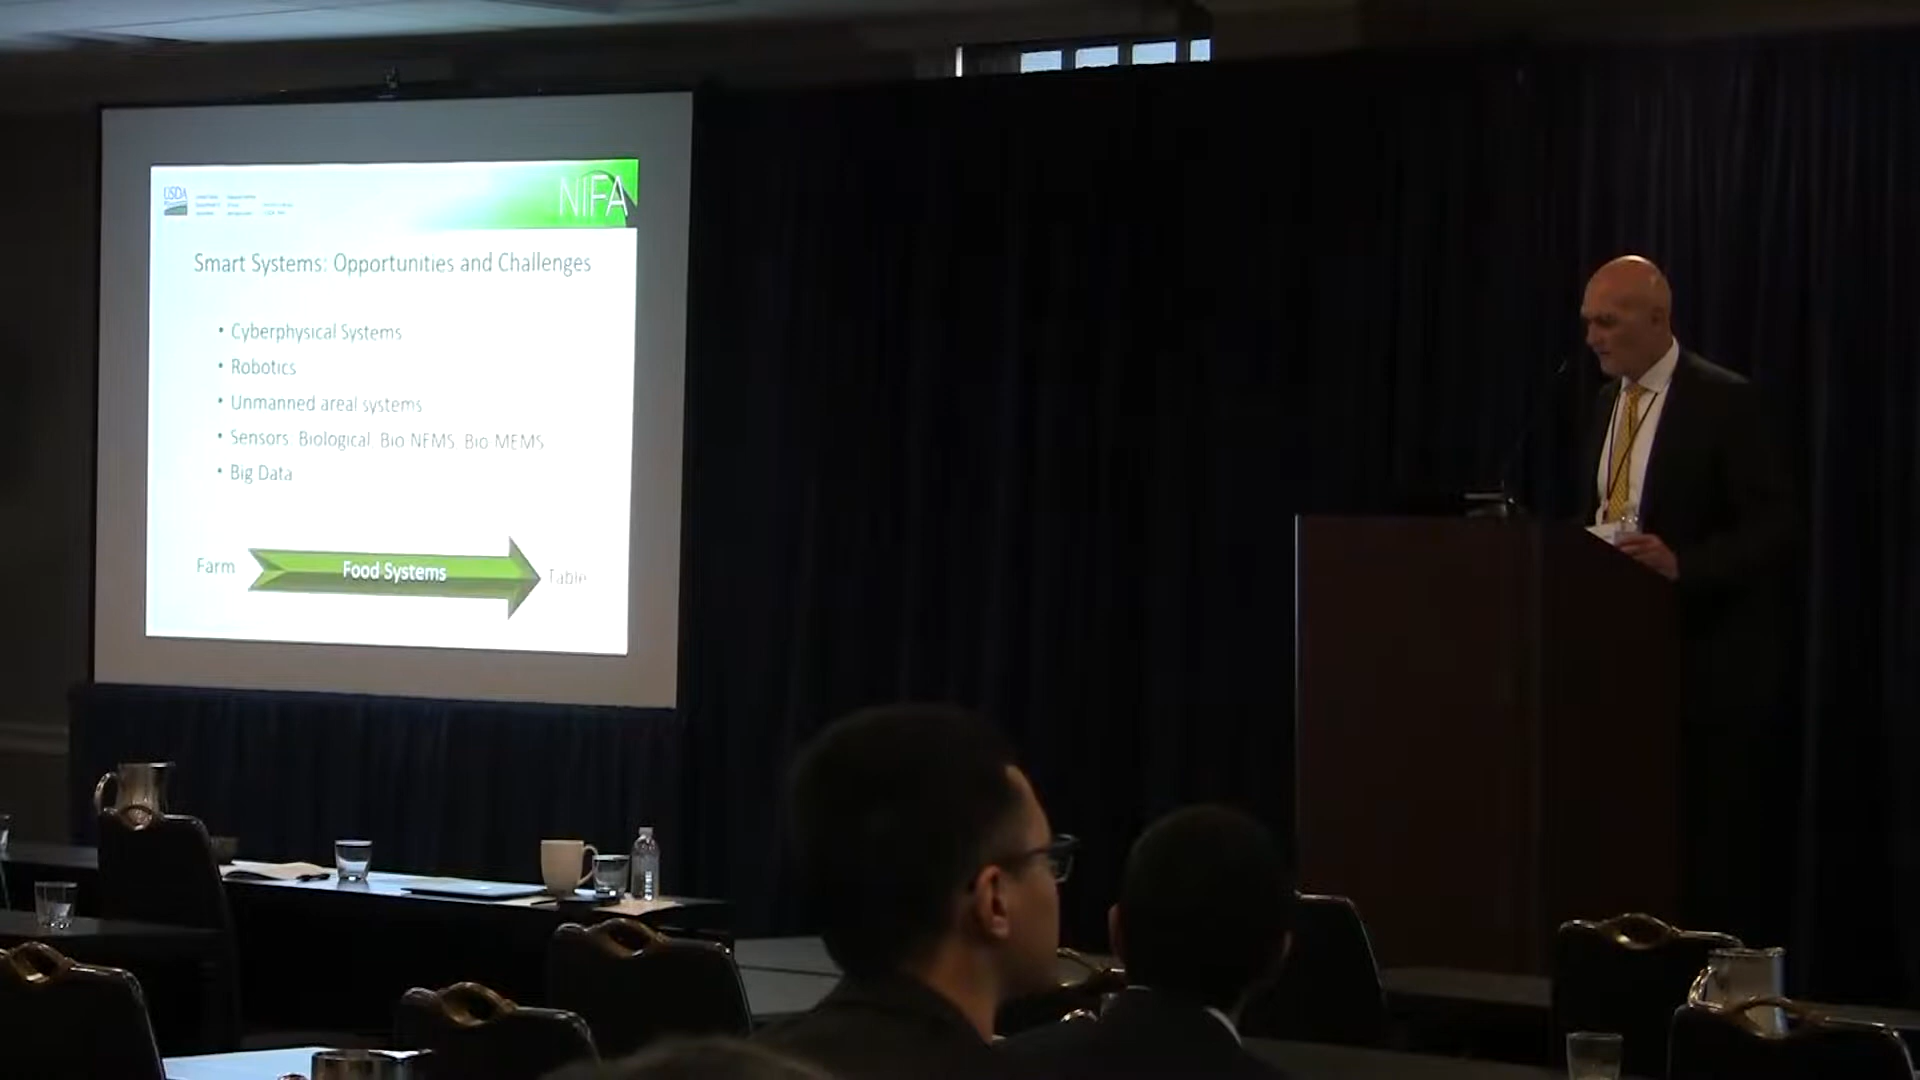 USDA
NIFA
Smart Systems: Opportunities and Challenges
• Cyberphysical Systems
• Robotics
• Unmanned areal systems
• Sensors: Biological, Bio NEMS, Bio MEMS
• Big Data
Farm
Food Systems
Table